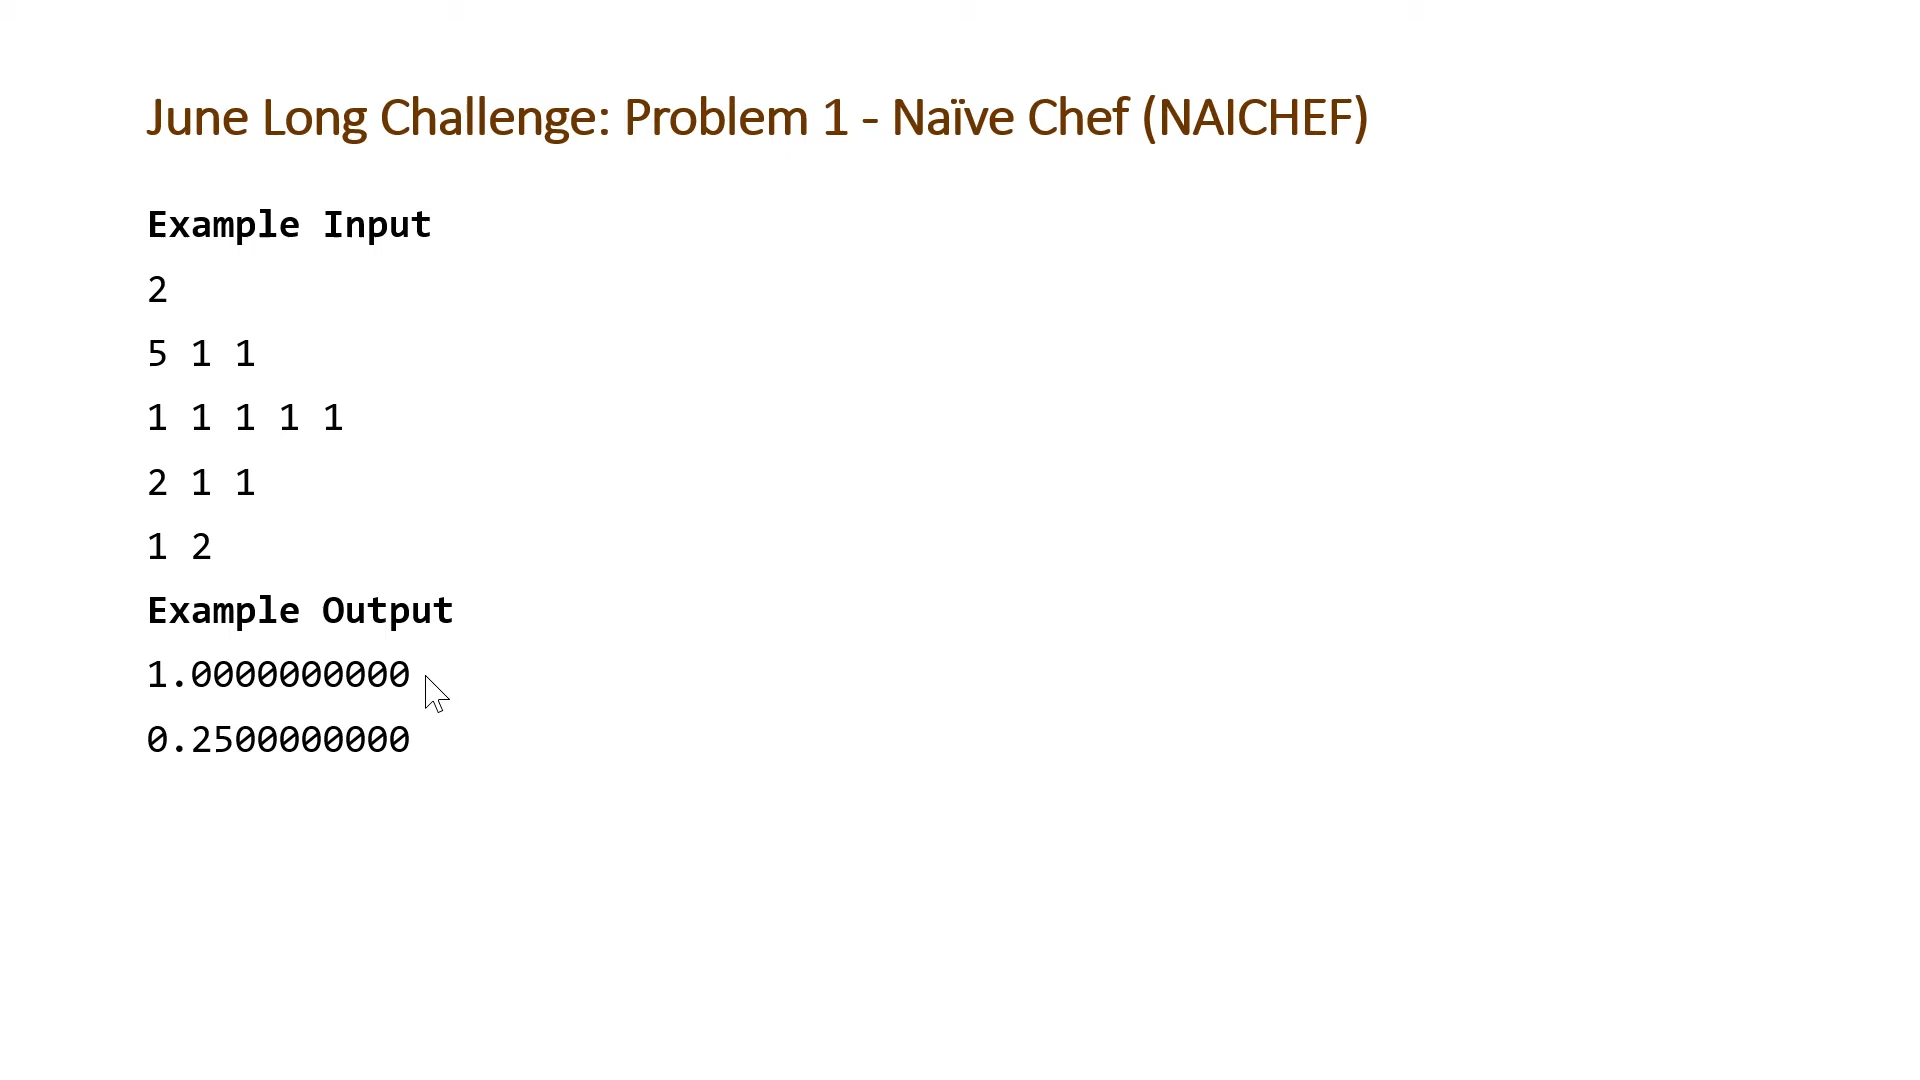 June Long Challenge: Problem 1 - Naïve Chef (NAICHEF)
Example Input
2
5 1 1
1 1 1 1 1
2 1 1
1 2
Example Output
1.0000000000
0.2500000000